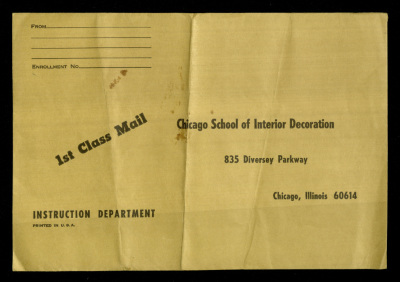 FROM
ENROLLMENT NO.
1st Class Mail
Chicago School of Interior Decoration
835 Diversey Parkway
Chicago, Illinois 60614
INSTRUCTION DEPARTMENT
PRINTED IN U.S.A.